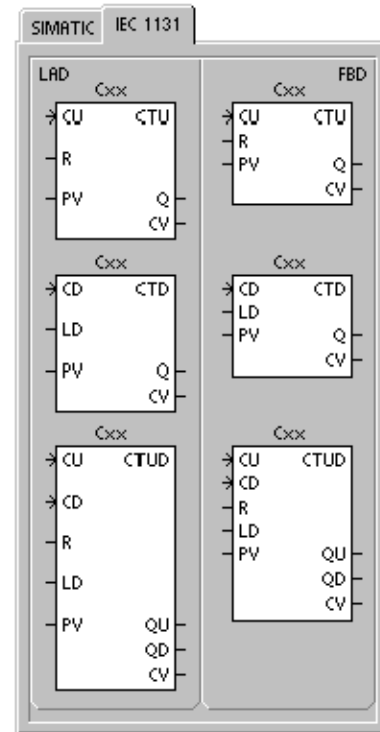 SIMATIC IEC 1131
LAD
Cxx
CU CTU
R
PV Q
CV
Cxx
CD CTD
LD
PV Q
CV
Cxx
CU CTUD
CD
R
LD
PV QU
QD
CV
FBD
Cxx
CU CTU
R
PV Q
CV
Cxx
CD CTD
LD
PV Q
CV
Cxx
CU CTUD
CD
R
LD
PV QU
QD
CV